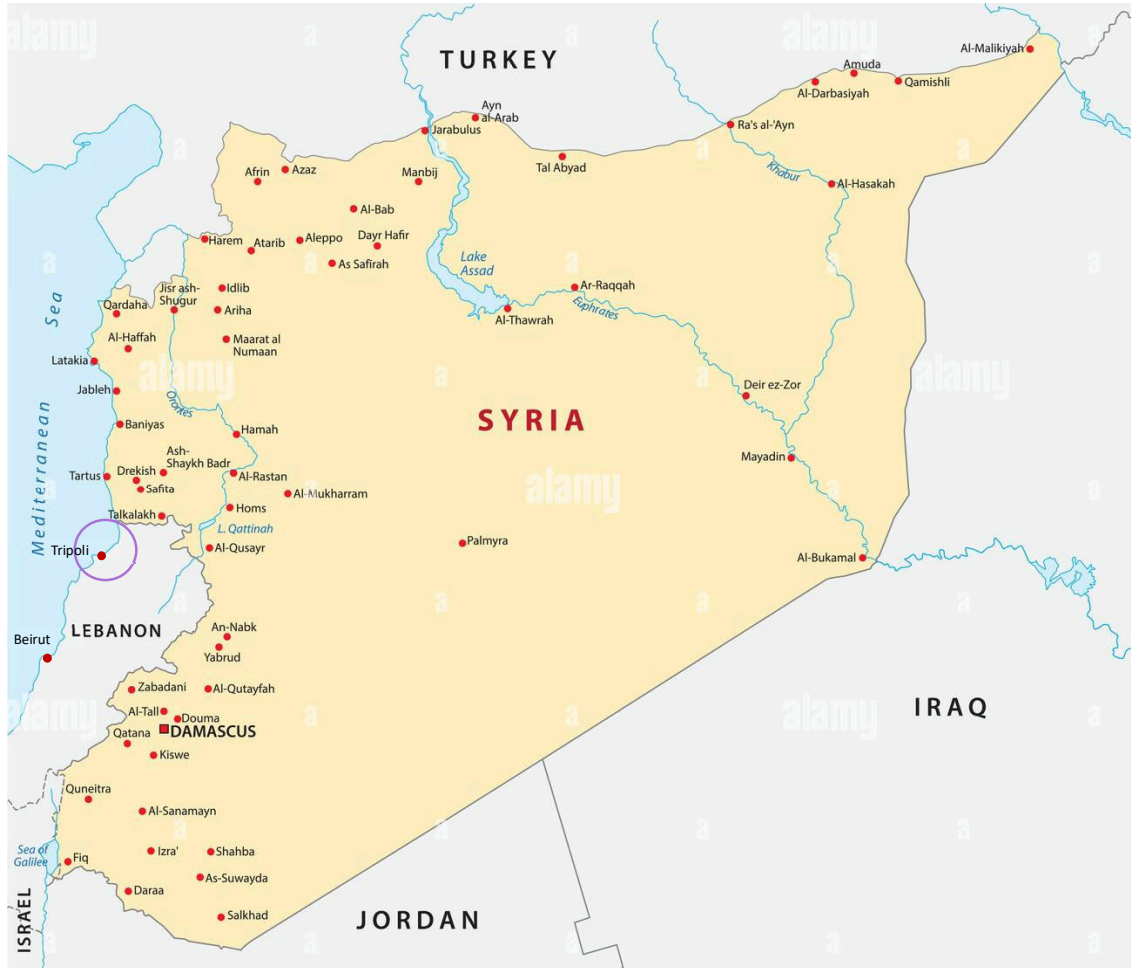 alamy
TURKEY
Al-Malikiyah
Amuda
Qamishli
Al-Darbasiyah
Ayn
al-Arab
Jarabulus
Ra's al-'Ayn
Tal Abyad
Khabur
Al-Hasakah
Afrin
Azaz
Manbij
Al-Bab
Harem
Atarib
Aleppo
Dayr Hafir
As Safirah
Lake
Assad
Ar-Raqqah
Euphrates
Al-Thawrah
Jisr ash-
Shugur
Idlib
Ariha
Qardaha
Al-Haffah
Maarat al
Numaan
Latakia
Jableh
Orontes
Deir ez-Zor
Mediterranean Sea
SYRIA
Baniyas
Hamah
Ash-
Shaykh Badr
Mayadin
Tartus
Drekish
Safita
Al-Rastan
Al-Mukharram
Talkalakh
Homs
L. Qattinah
Tripoli
Al-Qusayr
Palmyra
Al-Bukamal
LEBANON
Beirut
An-Nabk
Yabrud
Zabadani
Al-Qutayfah
IRAQ
Al-Tall
Douma
DAMASCUS
Qatana
Kiswe
Quneitra
Al-Sanamayn
Sea of
Galilee
Fiq
Izra'
Shahba
As-Suwayda
Daraa
Salkhad
ISRAEL
JORDAN